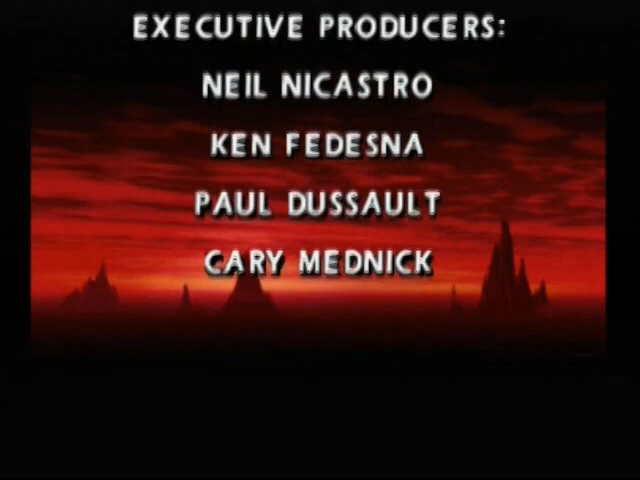 EXECUTIVE PRODUCERS:
NEIL NICASTRO
KEN FEDESNA
PAUL DUSSAULT
CARY MEDNICK